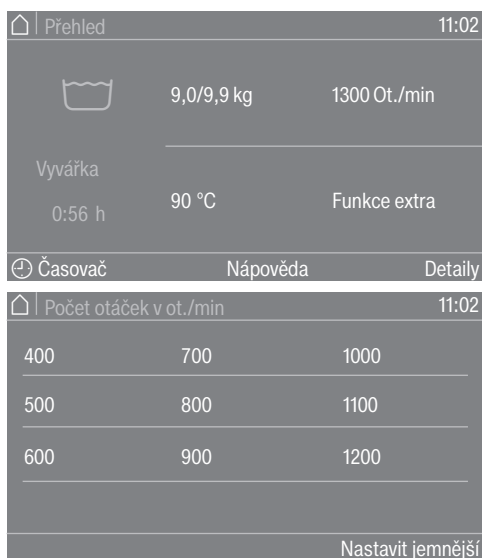 Přehled 11:02
9,0/9,9 kg 1300 Ot./min
Vyvářka
90 °C Funkce extra
0:56 h
Časovač Nápověda Detaily
Počet otáček v ot./min 11:02
400 700 1000
500 800 1100
600 900 1200
Nastavit jemnější